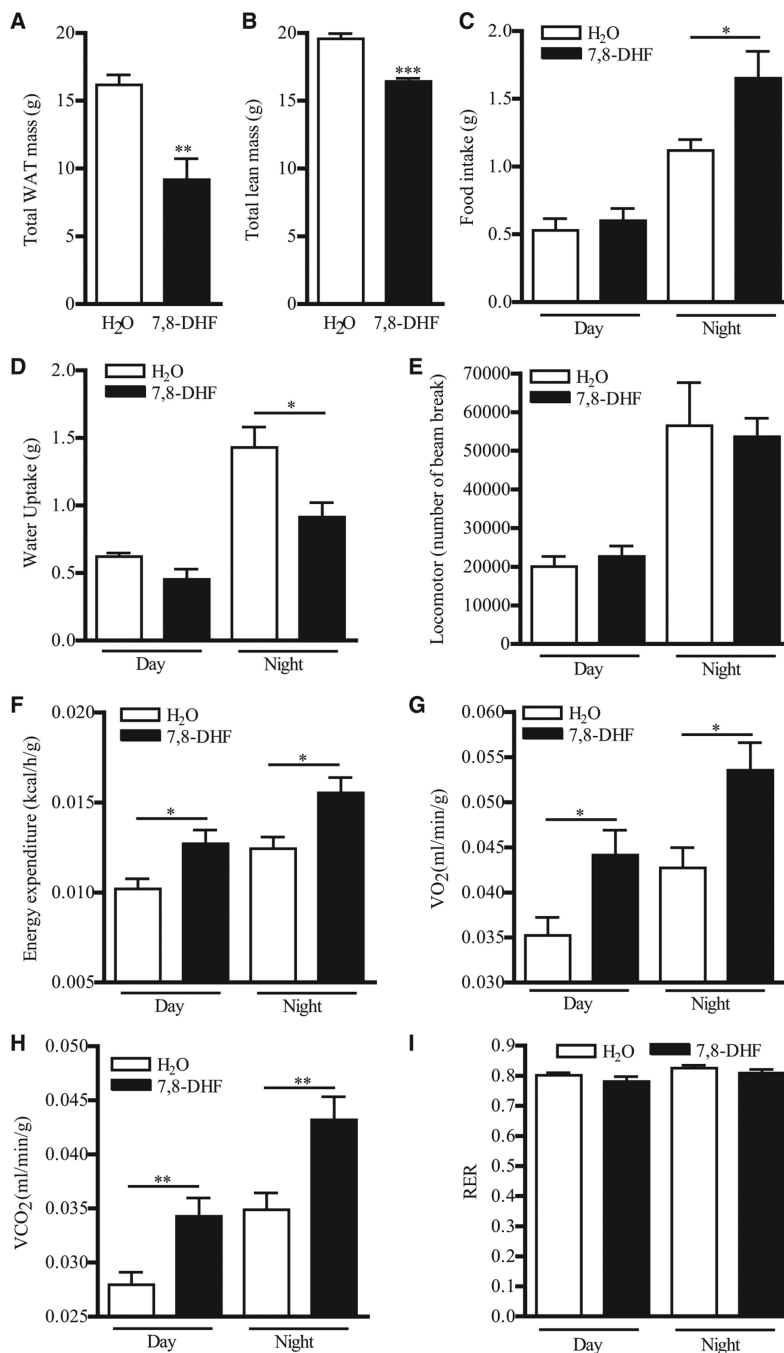 A
Total WAT mass (g)
20
15
10
5
0
**
H2O 7,8-DHF
B
Total lean mass (g)
20
15
10
5
0
***
H2O 7,8-DHF
C
H2O
7,8-DHF
Food intake (g)
2.0
1.5
1.0
0.5
0.0
*
Day Night
D
H2O
7,8-DHF
Water Uptake (g)
2.0
1.5
1.0
0.5
0.0
*
Day Night
E
H2O
7,8-DHF
Locomotor (number of beam break)
70000
60000
50000
40000
30000
20000
10000
0
Day Night
F
H2O
7,8-DHF
Energy expenditure (kcal/h/g)
0.020
0.015
0.010
0.005
*
*
Day Night
G
H2O
7,8-DHF
VO2(ml/min/g)
0.060
0.055
0.050
0.045
0.040
0.035
0.030
*
*
Day Night
H
H2O
7,8-DHF
VCO2(ml/min/g)
0.050
0.045
0.040
0.035
0.030
0.025
**
**
Day Night
I
H2O 7,8-DHF
RER
0.9
0.8
0.7
0.6
0.5
0.4
0.3
0.2
0.1
0.0
Day Night